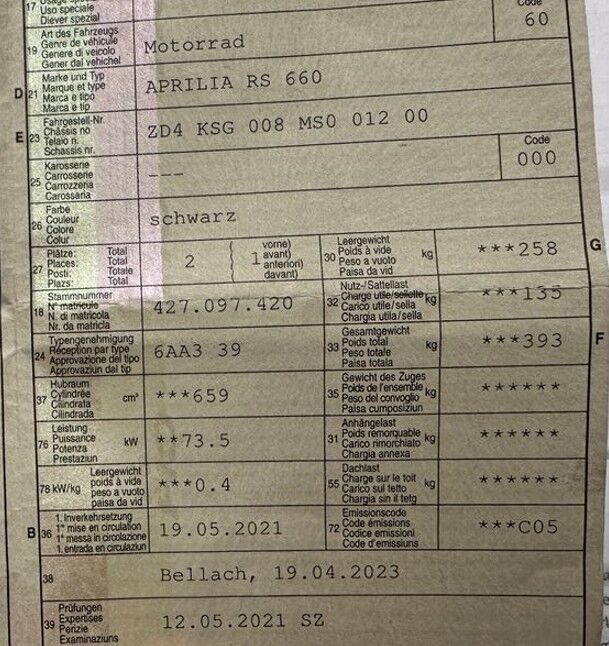 17
Uso speciale
Diever spezial
Code
60
19 Art des Fahrzeugs
Genre de véhicule
Genere di veicolo
Gener dal vehichel
Motorrad
D 21 Marke und Typ
Marque et type
Marca e tipo
Marca e tip
APRILIA RS 660
E 23 Fahrgestell-Nr.
Châssis no
Telaio n.
Schassis nr.
ZD4 KSG 008 MS0 012 00
25 Karosserie
Carrosserie
Carrozzeria
Carossaria
---
Code
000
26 Farbe
Couleur
Colore
Colur
schwarz
27 Plätze: Total
Places: Total
Posti: Totale
Plazs: Total
2 ( 1 vorne)
avant)
anteriori)
davant)
30 Leergewicht
Poids à vide
Peso a vuoto
Paisa da vid
kg
***258
G
18 Stammnummer
N° matricule
N. di matricola
Nr. da matricla
427.097.420
32 Nutz-/Sattellast
Charge utile/sellette
Carico utile/sella
Chargia utila/sella
kg
***135
24 Typengenehmigung
Réception par type
Approvazione del tipo
Approvaziun dal tip
6AA3 39
33 Gesamtgewicht
Poids total
Peso totale
Paisa totala
kg
***393
F
37 Hubraum
Cylindrée
Cilindrata
Cilindrada
cm³
***659
35 Gewicht des Zuges
Poids de l'ensemble
Peso del convoglio
Paisa cumposiziun
kg
******
76 Leistung
Puissance
Potenza
Prestaziun
kW
**73.5
31 Anhängelast
Poids remorquable
Carico rimorchiato
Chargia annexa
kg
******
78 kW/kg Leergewicht
poids à vide
peso a vuoto
paisa da vid
***0.4
55 Dachlast
Charge sur le toit
Carico sul tetto
Chargia sin il tetg
kg
******
B 36 1. Inverkehrsetzung
1re mise en circulation
1a messa in circolazione
1. entrada en circulaziun
19.05.2021
72 Emissionscode
Code émissions
Codice emissioni
Code d'emissiuns
***C05
38
Bellach, 19.04.2023
39 Prüfungen
Expertises
Perizie
Examinaziuns
12.05.2021 SZ